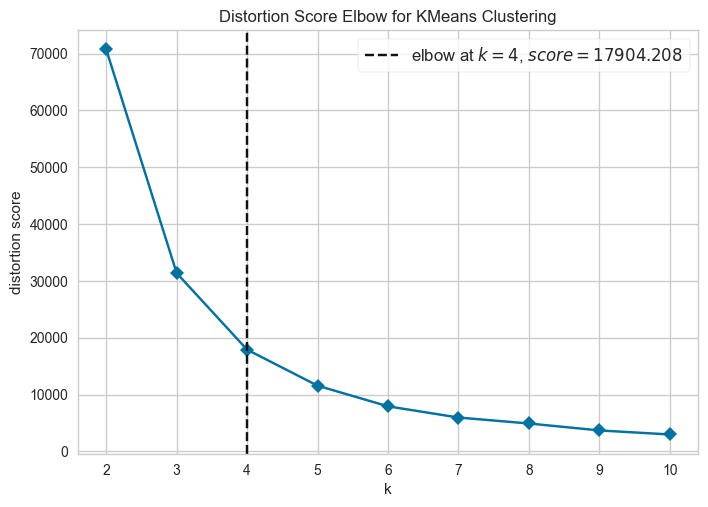 Distortion Score Elbow for KMeans Clustering
elbow at k = 4, score = 17904.208
distortion score
70000
60000
50000
40000
30000
20000
10000
0
2 3 4 5 6 7 8 9 10
k